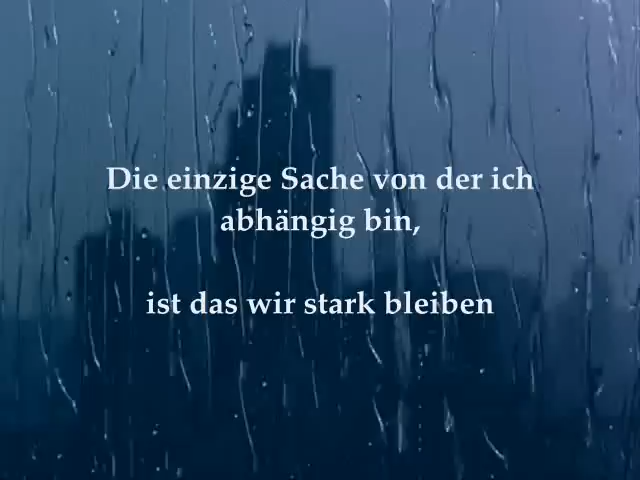 Die einzige Sache von der ich
abhängig bin,
ist das wir stark bleiben